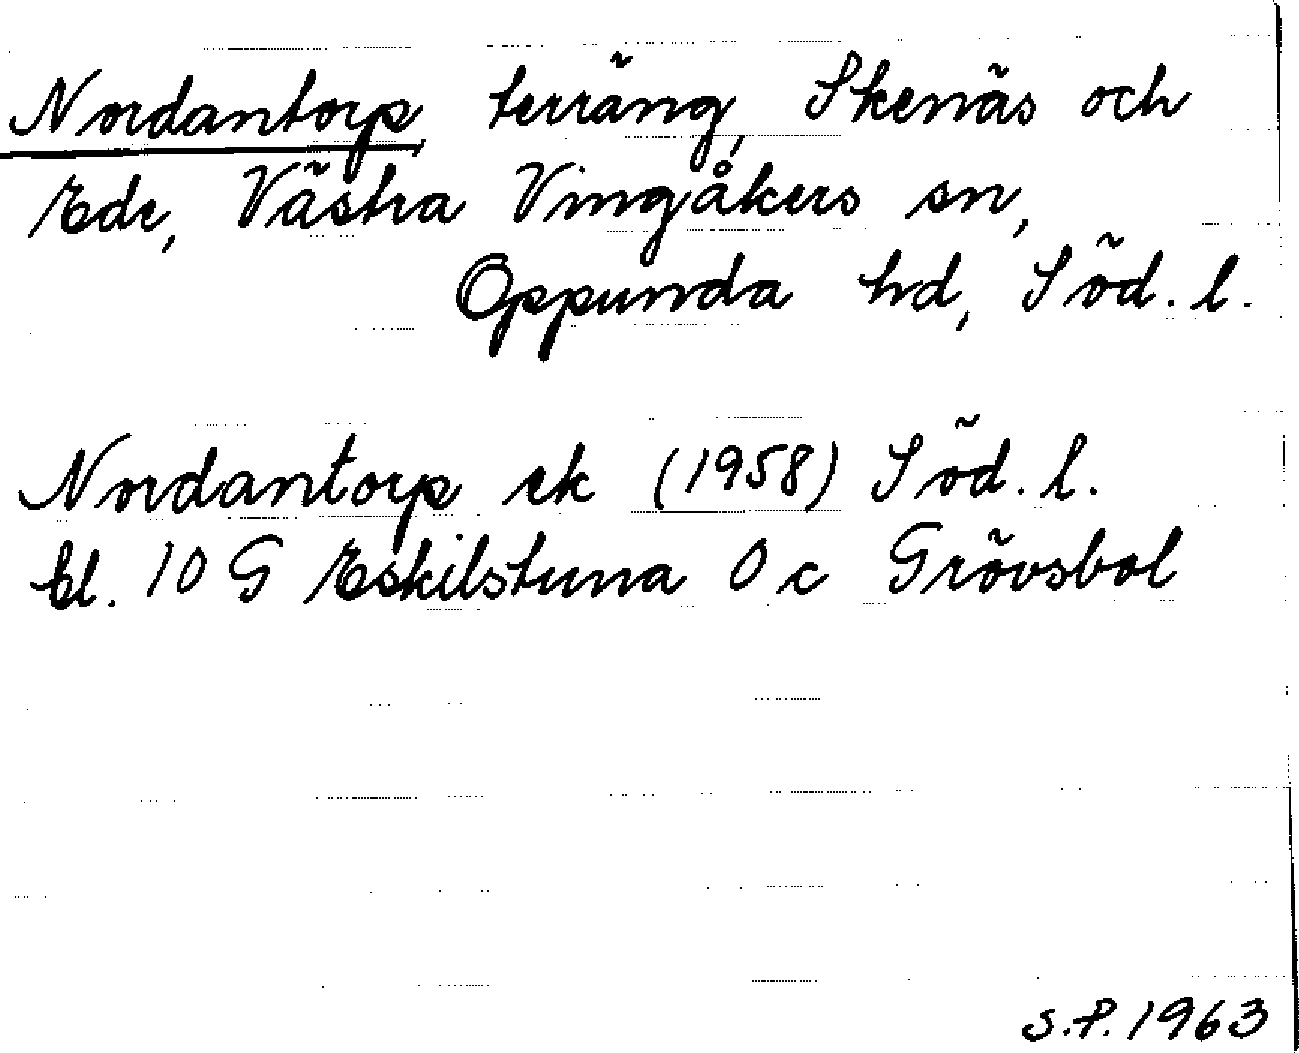 Nordantorp, terräng, Skenäs och
Ede, Västra Vingåkers sn,
Oppunda hd, Söd. l.
Nordantorp ek (1958) Söd. l.
bl. 10 G Eskilstuna 0 c Grövsbol
S.P. 1963